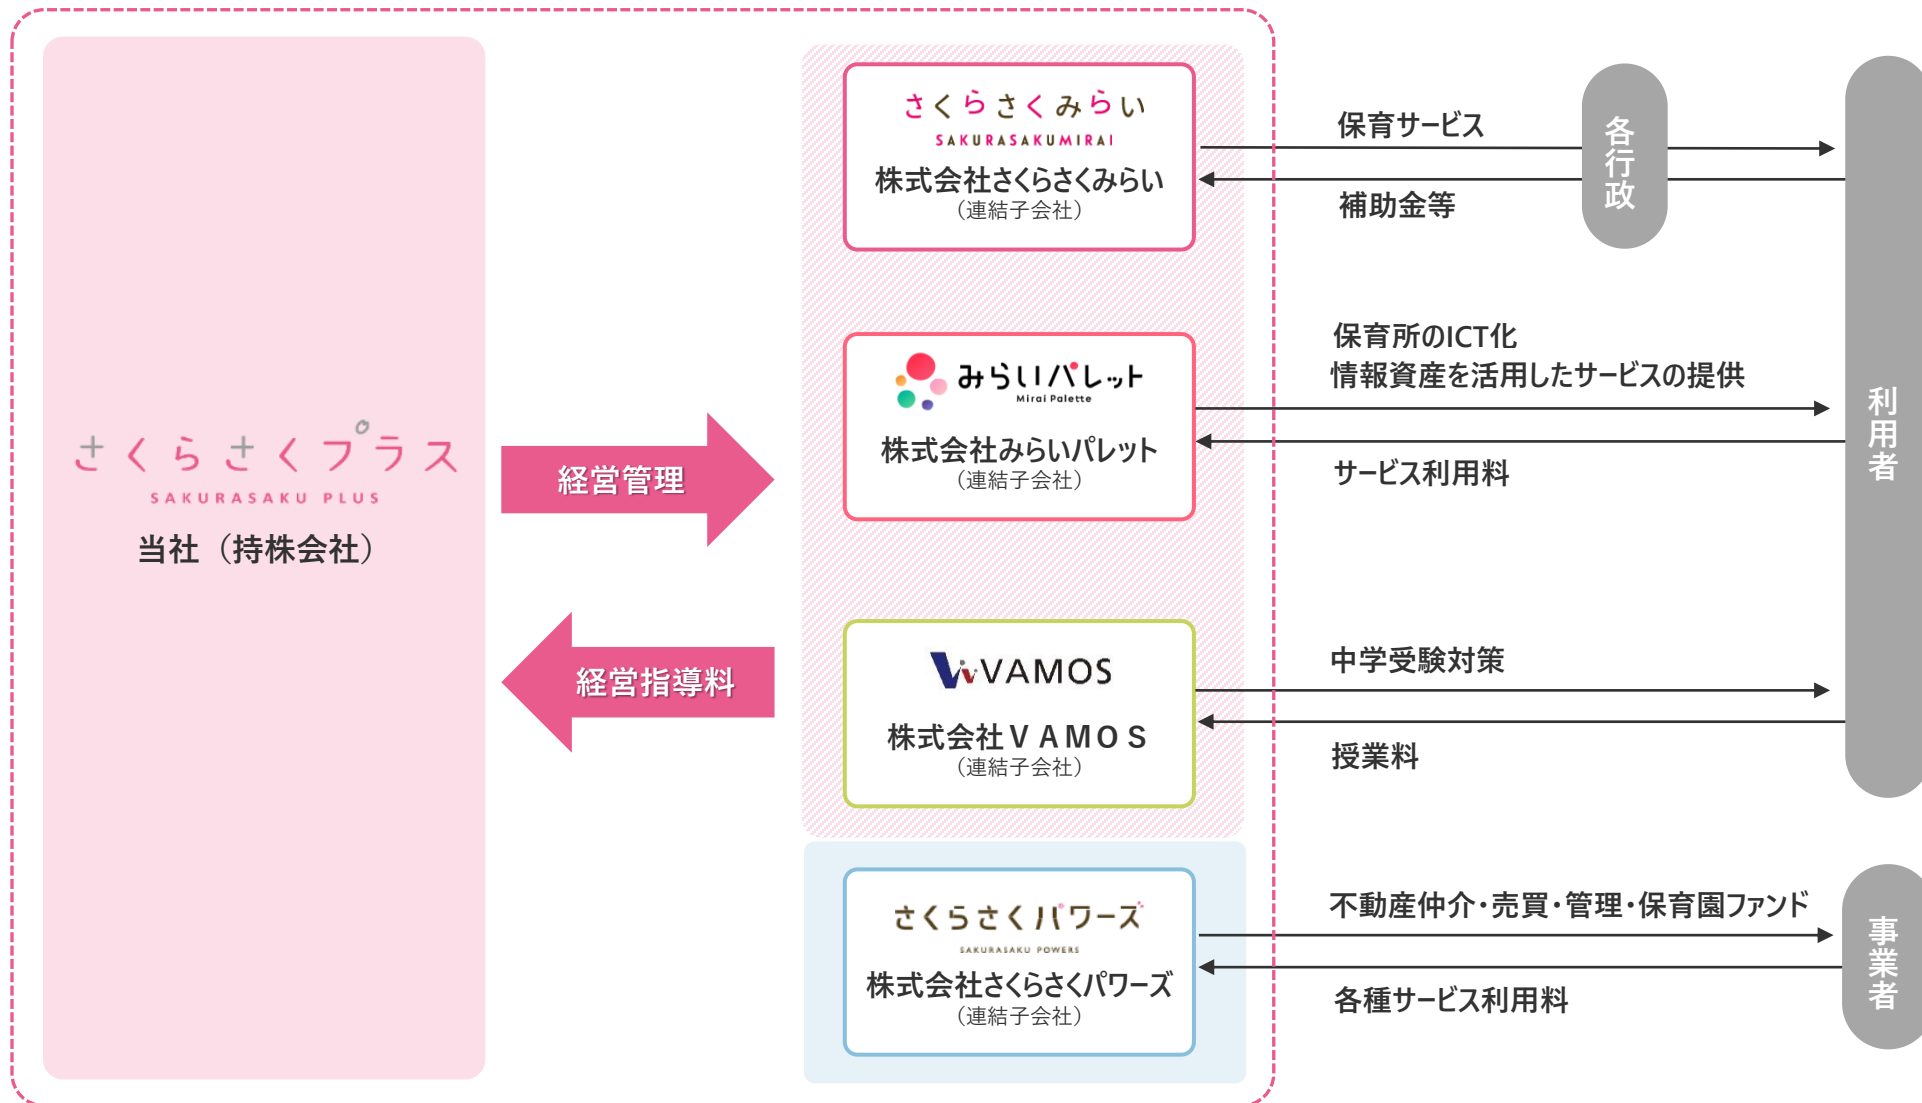 さくらさくプラス
SAKURASAKU PLUS
当社（持株会社）
経営管理
経営指導料
さくらさくみらい
SAKURASAKUMIRAI
株式会社さくらさくみらい
（連結子会社）
保育サービス
補助金等
各行政
みらいパレット
Mirai Palette
株式会社みらいパレット
（連結子会社）
保育所のICT化
情報資産を活用したサービスの提供
サービス利用料
利用者
VAMOS
株式会社ＶＡＭＯＳ
（連結子会社）
中学受験対策
授業料
さくらさくパワーズ
SAKURASAKU POWERS
株式会社さくらさくパワーズ
（連結子会社）
不動産仲介・売買・管理・保育園ファンド
各種サービス利用料
事業者